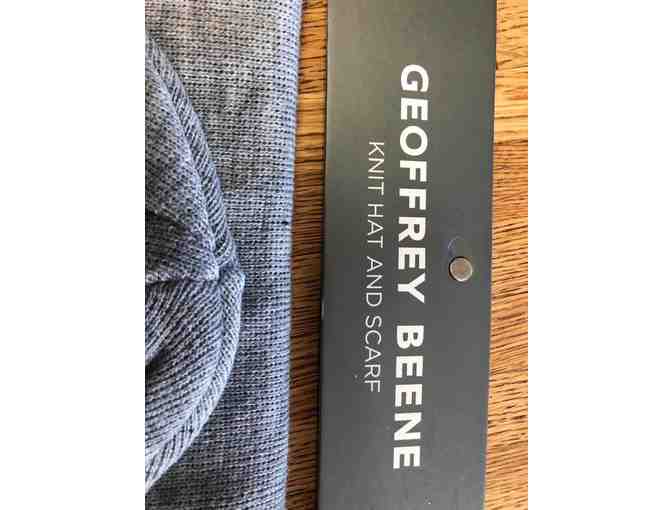 GEOFFREY BEENE
KNIT HAT AND SCARF